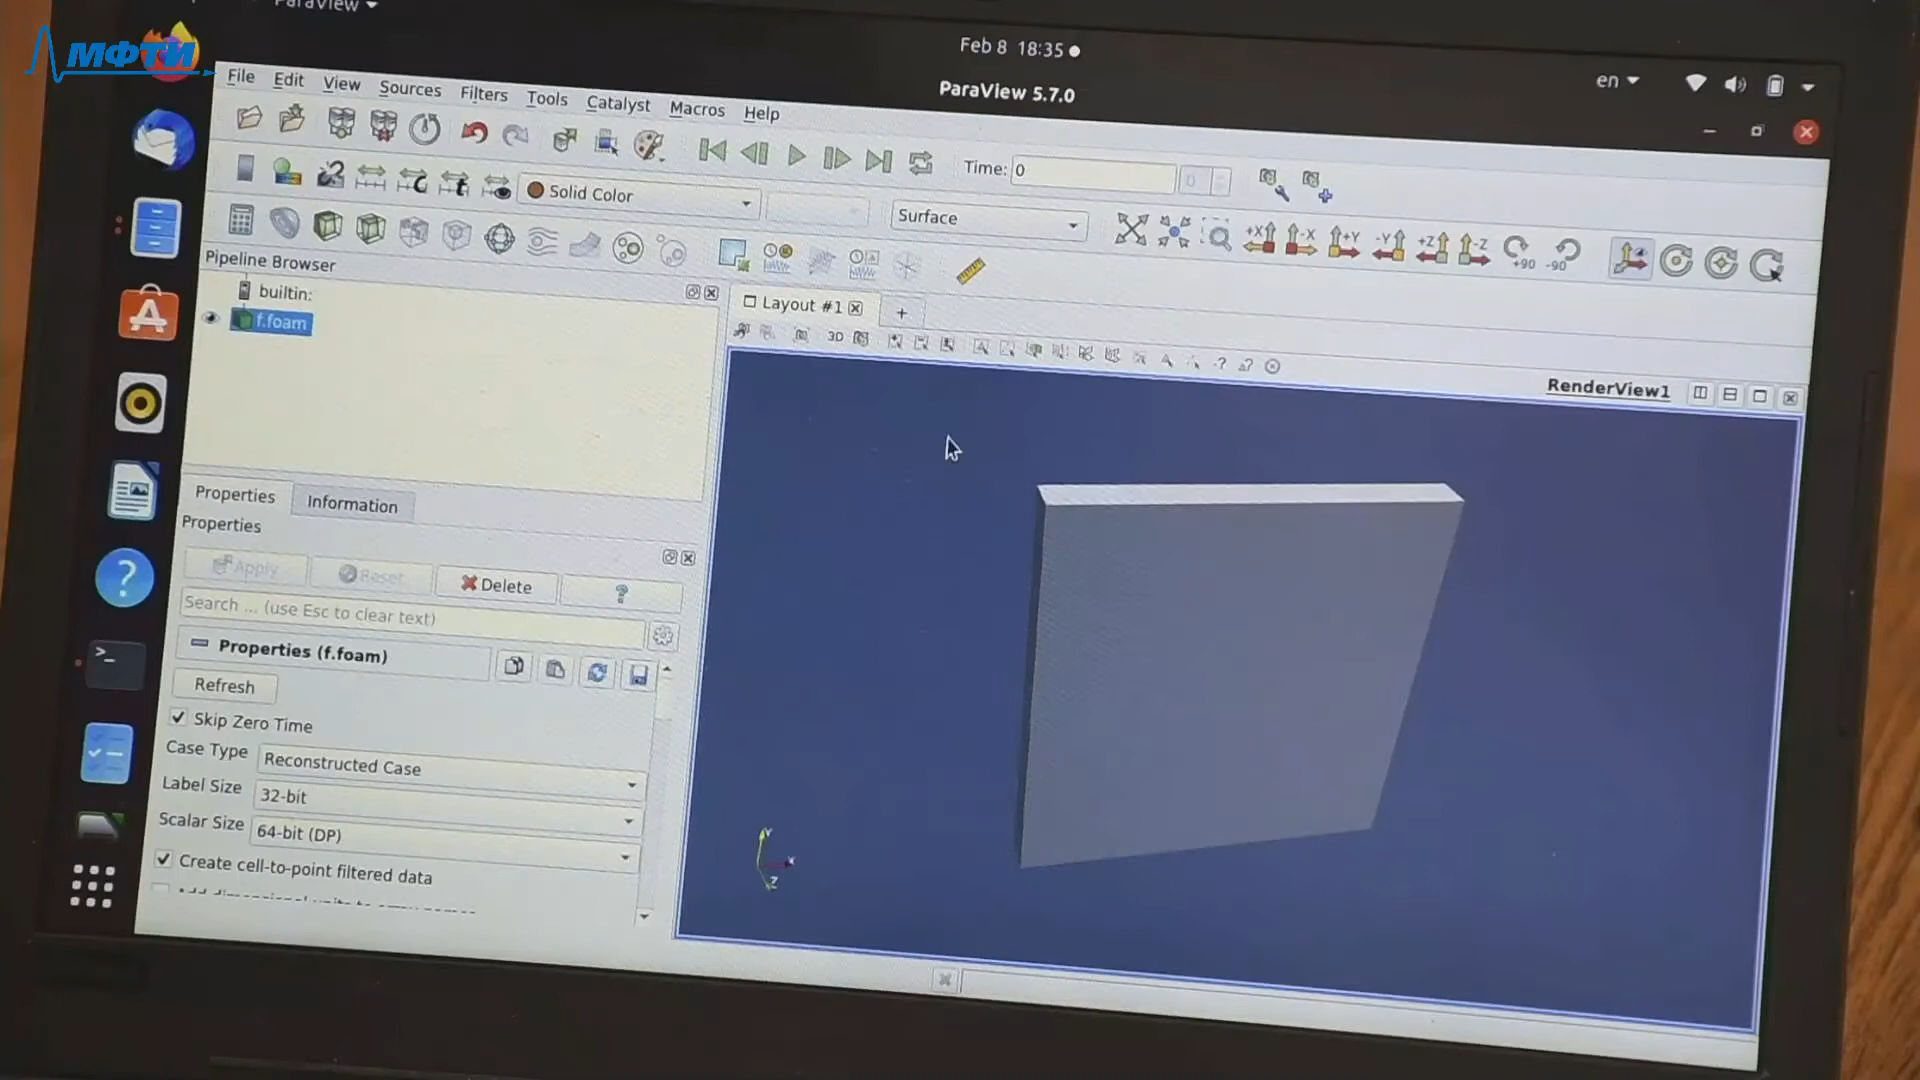 ParaView
МФТИ
Feb 8 18:35
en
ParaView 5.7.0
File Edit View Sources Filters Tools Catalyst Macros Help
Time: 0
0
Solid Color
Surface
+X -X +Y -Y +Z -Z +90 -90
Pipeline Browser
builtin:
f.foam
Layout #1
+
3D
RenderView1
Properties Information
Properties
Apply Reset Delete ?
Search ... (use Esc to clear text)
Properties (f.foam)
Refresh
Skip Zero Time
Case Type Reconstructed Case
Label Size 32-bit
Scalar Size 64-bit (DP)
Create cell-to-point filtered data
Y
X
Z